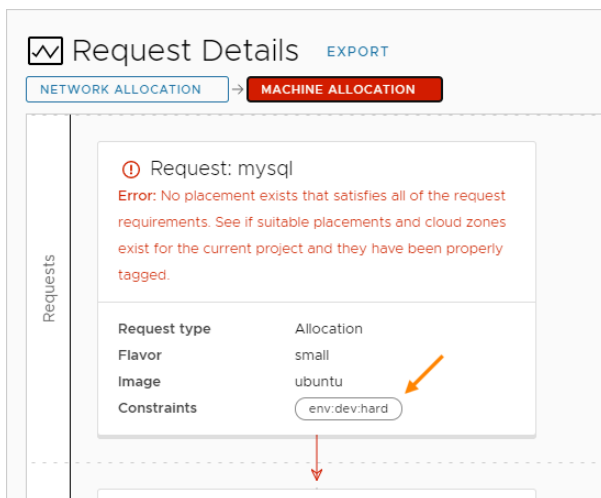 Request Details EXPORT
NETWORK ALLOCATION → MACHINE ALLOCATION
Requests
Request: mysql
Error: No placement exists that satisfies all of the request
requirements. See if suitable placements and cloud zones
exist for the current project and they have been properly
tagged.
Request type Allocation
Flavor small
Image ubuntu
Constraints env:dev:hard